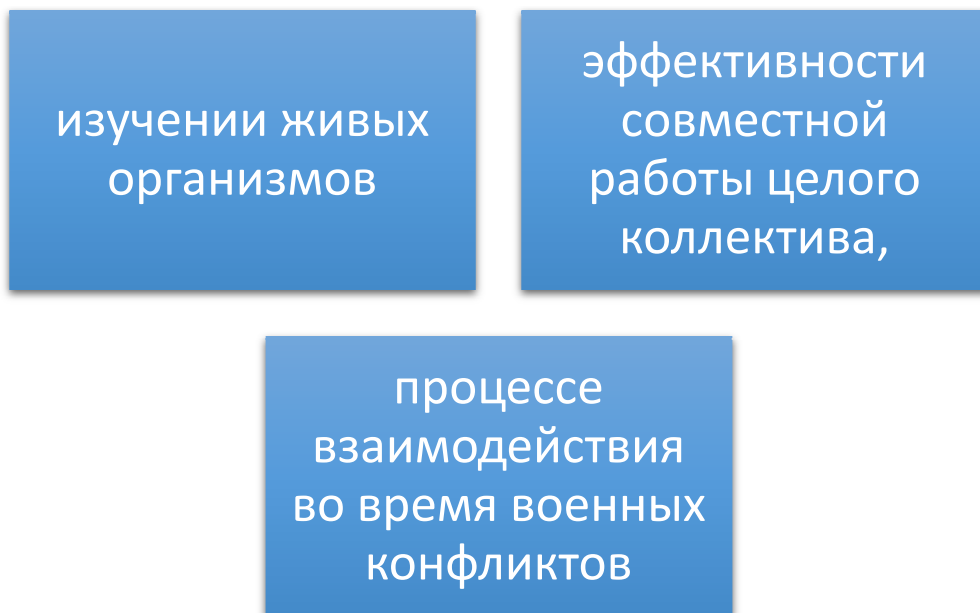 изучении живых
организмов
эффективности
совместной
работы целого
коллектива,
процессе
взаимодействия
во время военных
конфликтов